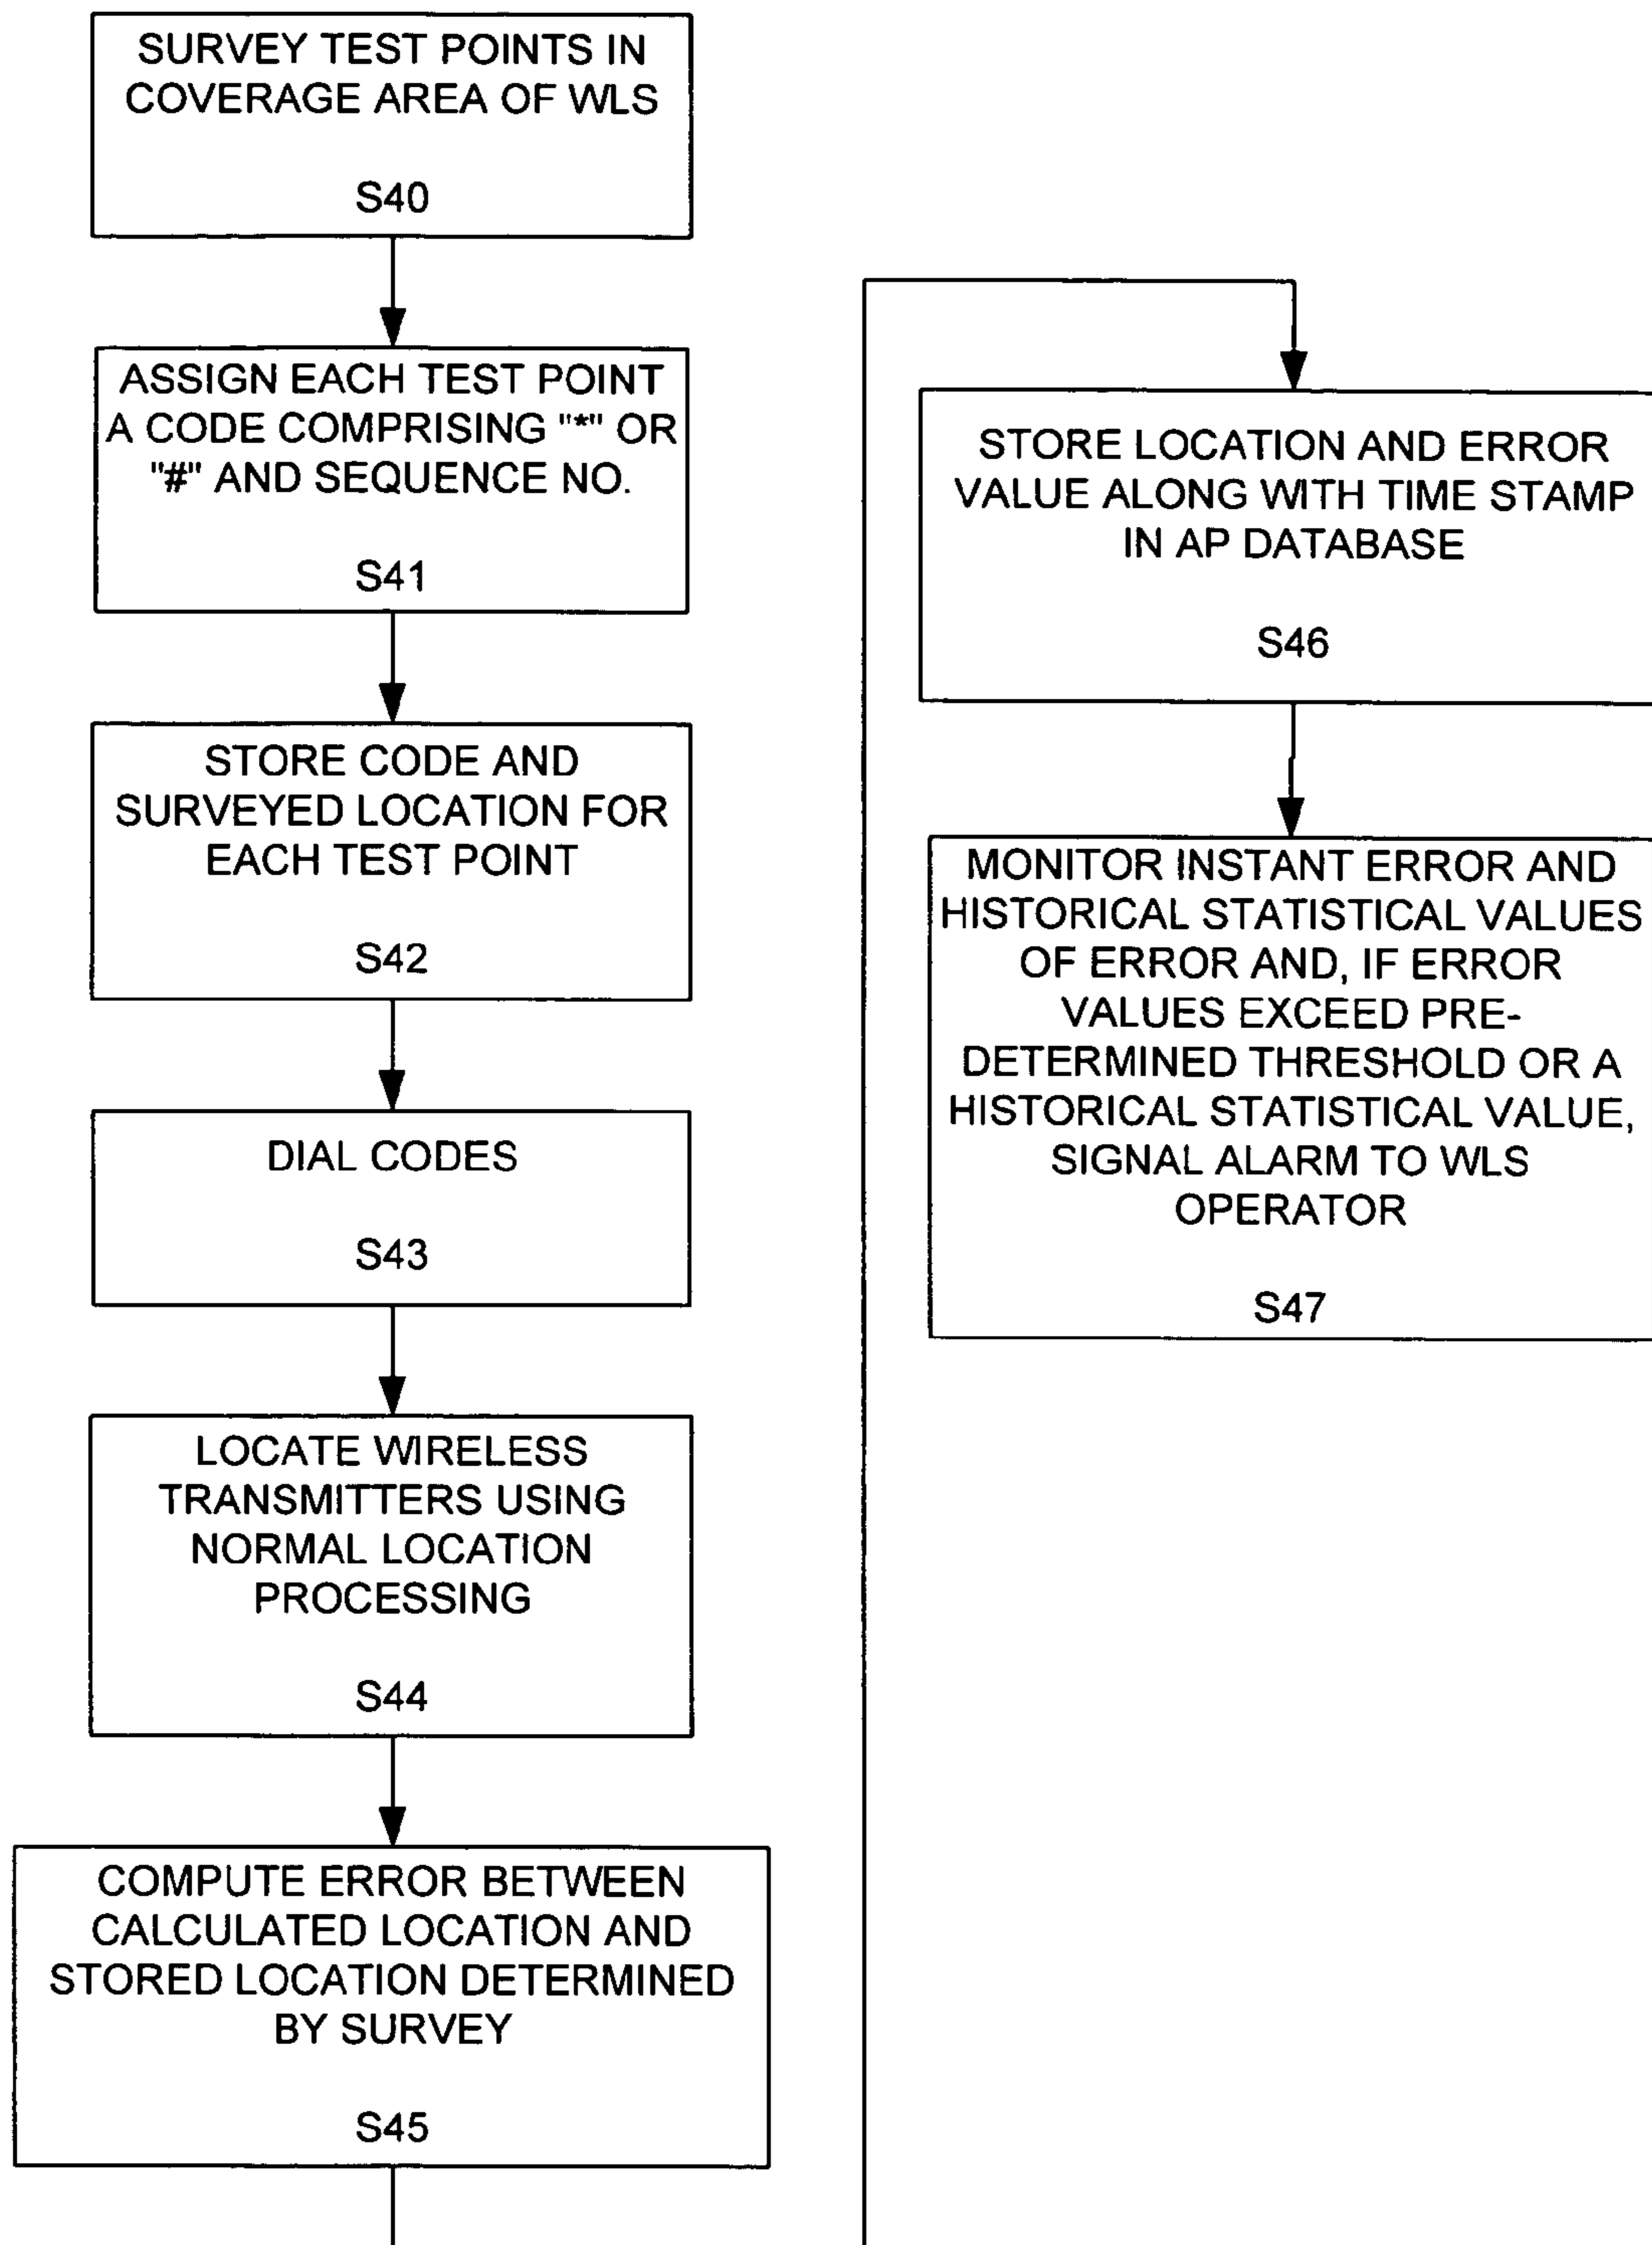 SURVEY TEST POINTS IN
COVERAGE AREA OF WLS
S40
ASSIGN EACH TEST POINT
A CODE COMPRISING "*" OR
"#" AND SEQUENCE NO.
S41
STORE CODE AND
SURVEYED LOCATION FOR
EACH TEST POINT
S42
DIAL CODES
S43
LOCATE WIRELESS
TRANSMITTERS USING
NORMAL LOCATION
PROCESSING
S44
COMPUTE ERROR BETWEEN
CALCULATED LOCATION AND
STORED LOCATION DETERMINED
BY SURVEY
S45
STORE LOCATION AND ERROR
VALUE ALONG WITH TIME STAMP
IN AP DATABASE
S46
MONITOR INSTANT ERROR AND
HISTORICAL STATISTICAL VALUES
OF ERROR AND, IF ERROR
VALUES EXCEED PRE-
DETERMINED THRESHOLD OR A
HISTORICAL STATISTICAL VALUE,
SIGNAL ALARM TO WLS
OPERATOR
S47